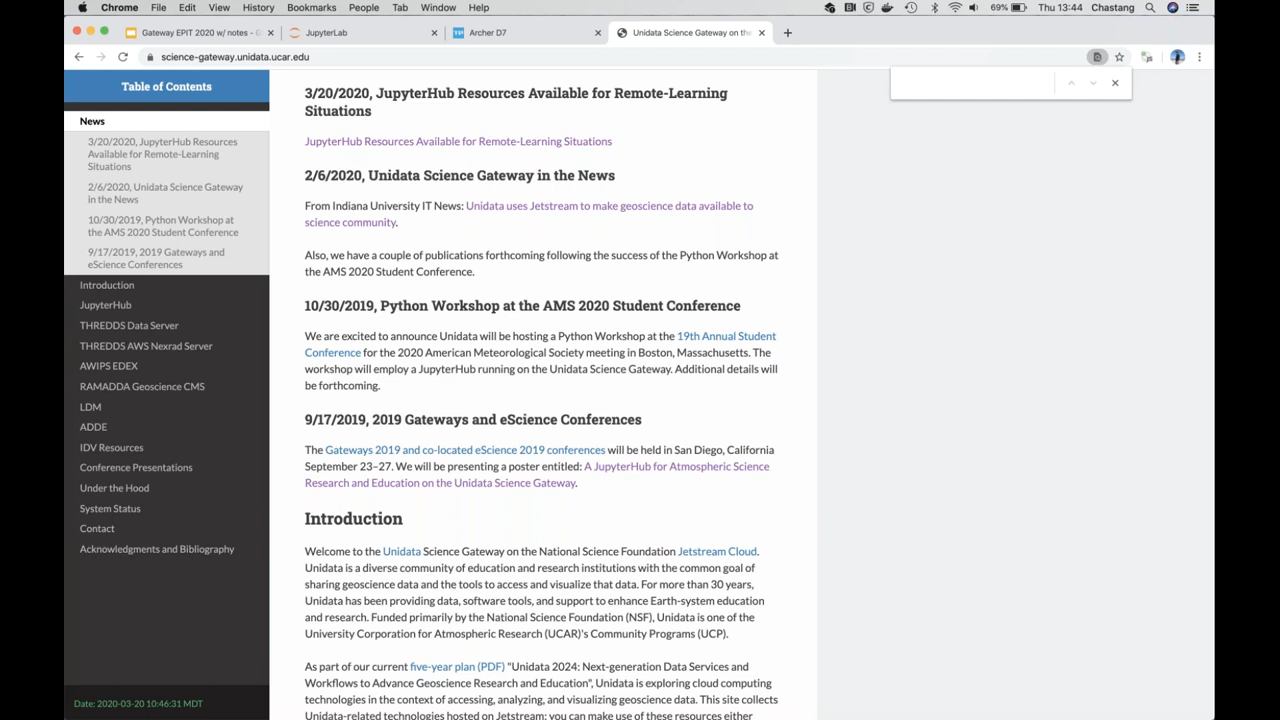 Chrome File Edit View History Bookmarks People Tab Window Help 69% Thu 13:44 Chastang
Gateway EPIT 2020 w/ notes - G JupyterLab Archer D7 Unidata Science Gateway on the
science-gateway.unidata.ucar.edu
Table of Contents
News
3/20/2020, JupyterHub Resources
Available for Remote-Learning
Situations
2/6/2020, Unidata Science Gateway
in the News
10/30/2019, Python Workshop at
the AMS 2020 Student Conference
9/17/2019, 2019 Gateways and
eScience Conferences
Introduction
JupyterHub
THREDDS Data Server
THREDDS AWS Nexrad Server
AWIPS EDEX
RAMADDA Geoscience CMS
LDM
ADDE
IDV Resources
Conference Presentations
Under the Hood
System Status
Contact
Acknowledgments and Bibliography
Date: 2020-03-20 10:46:31 MDT
3/20/2020, JupyterHub Resources Available for Remote-Learning
Situations
JupyterHub Resources Available for Remote-Learning Situations
2/6/2020, Unidata Science Gateway in the News
From Indiana University IT News: Unidata uses Jetstream to make geoscience data available to
science community.
Also, we have a couple of publications forthcoming following the success of the Python Workshop at
the AMS 2020 Student Conference.
10/30/2019, Python Workshop at the AMS 2020 Student Conference
We are excited to announce Unidata will be hosting a Python Workshop at the 19th Annual Student
Conference for the 2020 American Meteorological Society meeting in Boston, Massachusetts. The
workshop will employ a JupyterHub running on the Unidata Science Gateway. Additional details will
be forthcoming.
9/17/2019, 2019 Gateways and eScience Conferences
The Gateways 2019 and co-located eScience 2019 conferences will be held in San Diego, California
September 23–27. We will be presenting a poster entitled: A JupyterHub for Atmospheric Science
Research and Education on the Unidata Science Gateway.
Introduction
Welcome to the Unidata Science Gateway on the National Science Foundation Jetstream Cloud.
Unidata is a diverse community of education and research institutions with the common goal of
sharing geoscience data and the tools to access and visualize that data. For more than 30 years,
Unidata has been providing data, software tools, and support to enhance Earth-system education
and research. Funded primarily by the National Science Foundation (NSF), Unidata is one of the
University Corporation for Atmospheric Research (UCAR)'s Community Programs (UCP).
As part of our current five-year plan (PDF) "Unidata 2024: Next-generation Data Services and
Workflows to Advance Geoscience Research and Education", Unidata is exploring cloud computing
technologies in the context of accessing, analyzing, and visualizing geoscience data. This site collects
Unidata-related technologies hosted on Jetstream; you can make use of these resources either